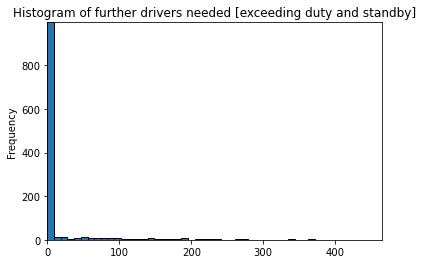 Histogram of further drivers needed [exceeding duty and standby]
800
600
400
200
0
Frequency
0 100 200 300 400